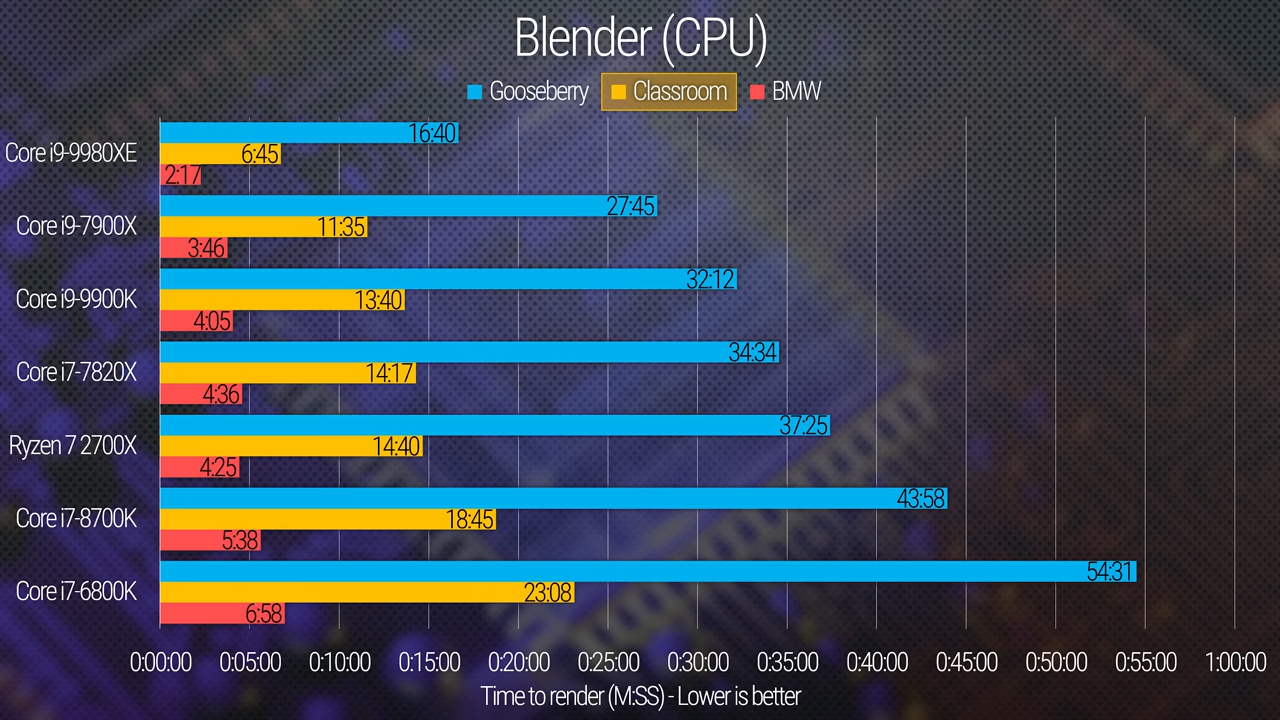 Blender (CPU)
Gooseberry Classroom BMW
Core i9-9980XE
16:40
6:45
2:17
Core i9-7900X
27:45
11:35
3:46
Core i9-9900K
32:12
13:40
4:05
Core i7-7820X
34:34
14:17
4:36
Ryzen 7 2700X
37:25
14:40
4:25
Core i7-8700K
43:58
18:45
5:38
Core i7-6800K
54:31
23:08
6:58
0:00:00 0:05:00 0:10:00 0:15:00 0:20:00 0:25:00 0:30:00 0:35:00 0:40:00 0:45:00 0:50:00 0:55:00 1:00:00
Time to render (M:SS) - Lower is better